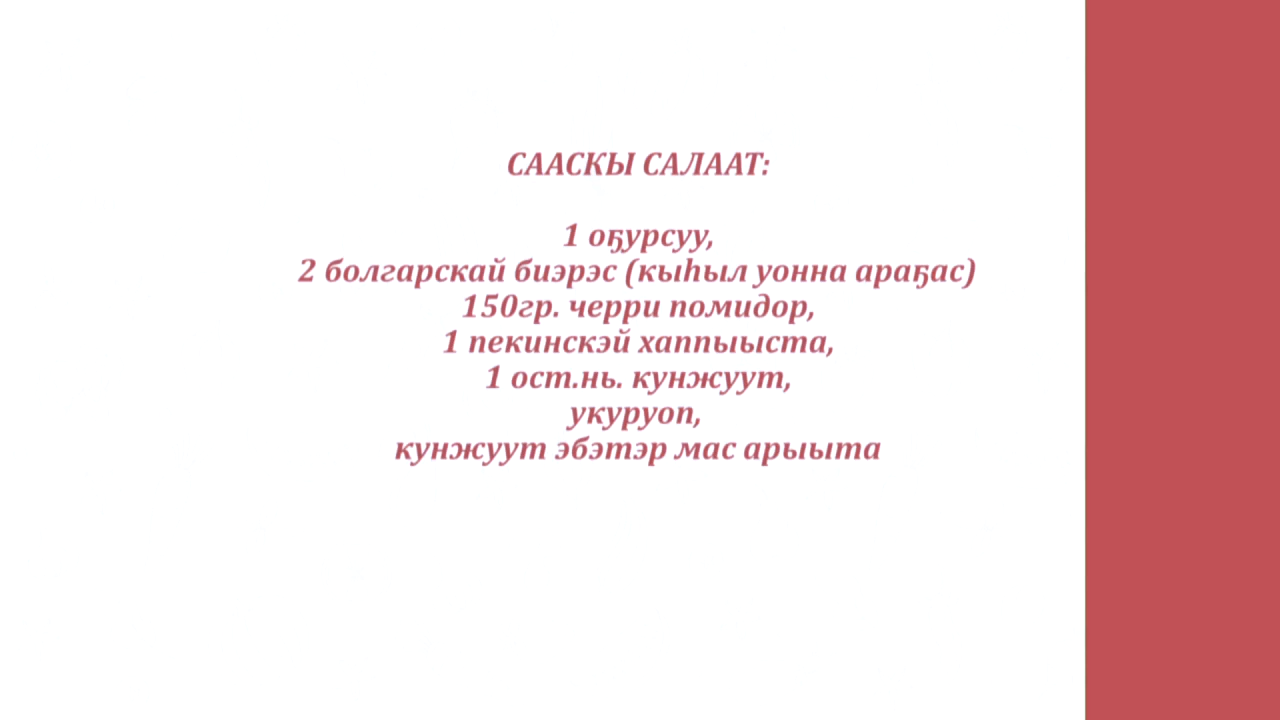 СААСКЫ САЛААТ:
1 оҕурсуу,
2 болгарскай биэрэс (кыһыл уонна араҕас)
150гр. черри помидор,
1 пекинскэй хаппыыста,
1 ост.нь. кунжуут,
укуруоп,
кунжуут эбэтэр мас арыыта